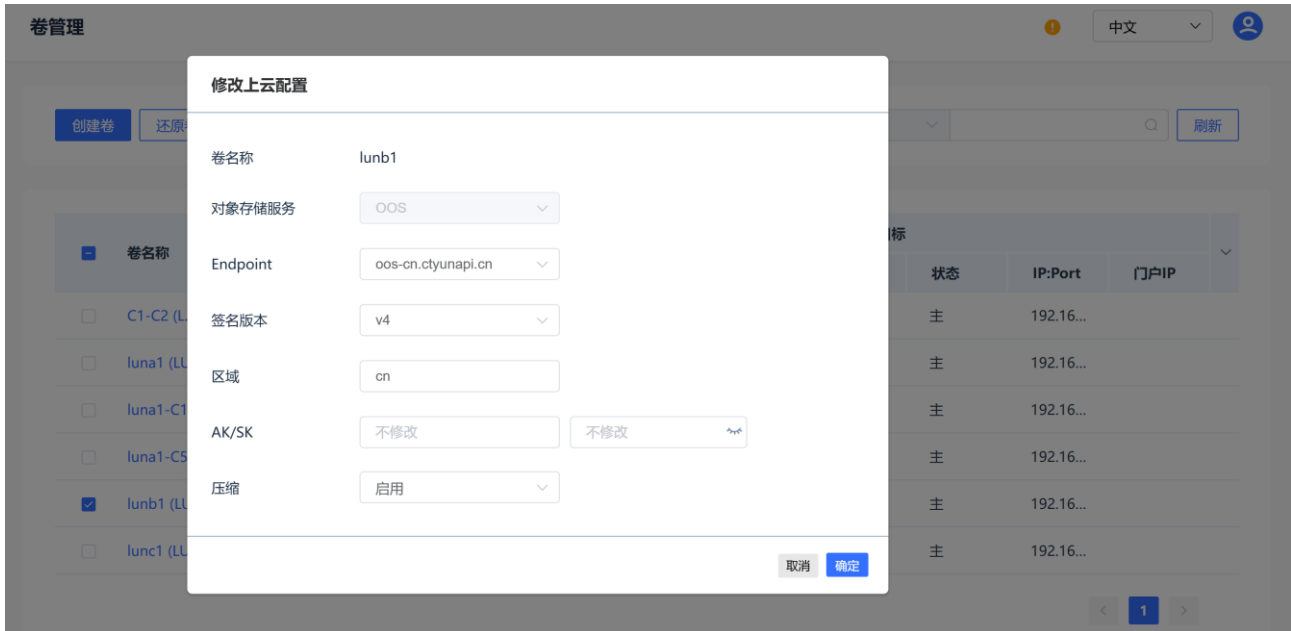 卷管理
中文
修改上云配置
创建卷
还原
刷新
卷名称 lunb1
对象存储服务 OOS
Endpoint oos-cn.ctyunapi.cn
签名版本 v4
区域 cn
AK/SK 不修改 不修改
压缩 启用
取消 确定
卷名称
标
状态 IP:Port 门户IP
C1-C2 (L. 主 192.16...
luna1 (LU 主 192.16...
luna1-C1 主 192.16...
luna1-C5 主 192.16...
lunb1 (LU 主 192.16...
lunc1 (LU 主 192.16...
< 1 >